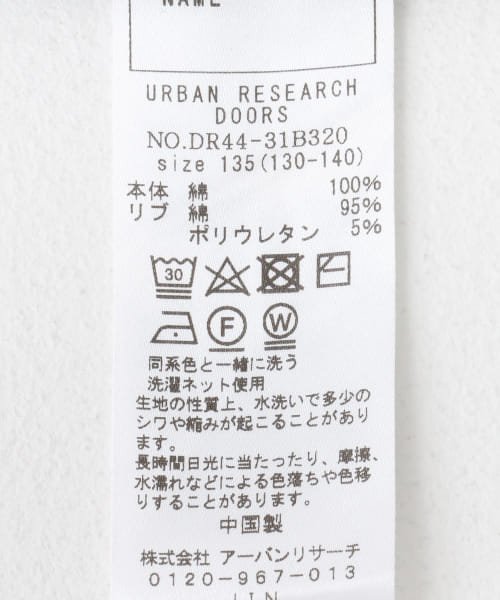 NAME
URBAN RESEARCH
DOORS
NO.DR44-31B320
size 135(130-140)
本体 綿 100%
リブ 綿 95%
ポリウレタン 5%
30
F W
同系色と一緒に洗う
洗濯ネット使用
生地の性質上、水洗いで多少の
シワや縮みが起こることがあり
ます。
長時間日光に当たったり、摩擦、
水濡れなどによる色落ちや色移
りすることがあります。
中国製
株式会社 アーバンリサーチ
0120-967-013